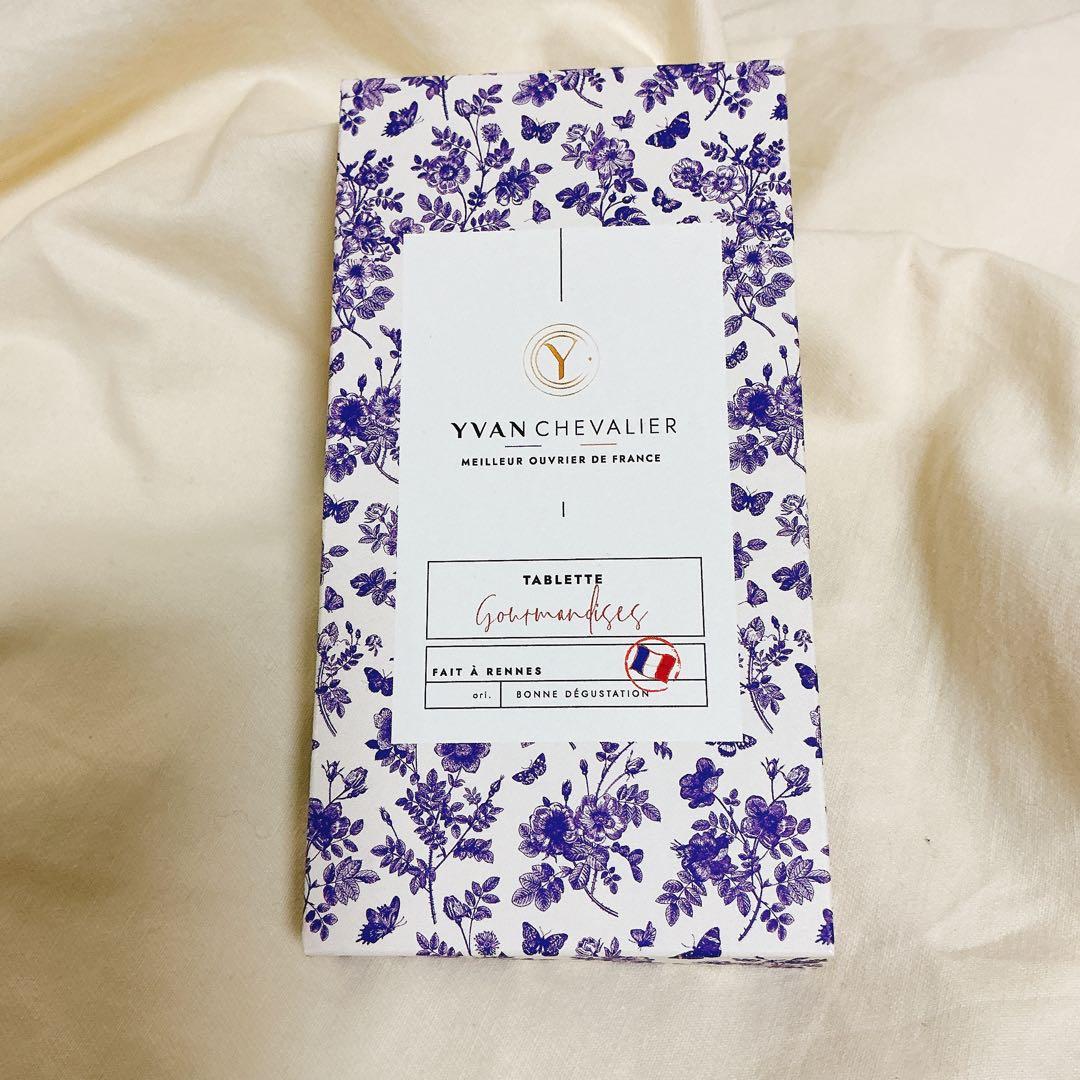 Y
YVAN CHEVALIER
MEILLEUR OUVRIER DE FRANCE
TABLETTE
Gourmandises
FAIT À RENNES
ori. BONNE DÉGUSTATION